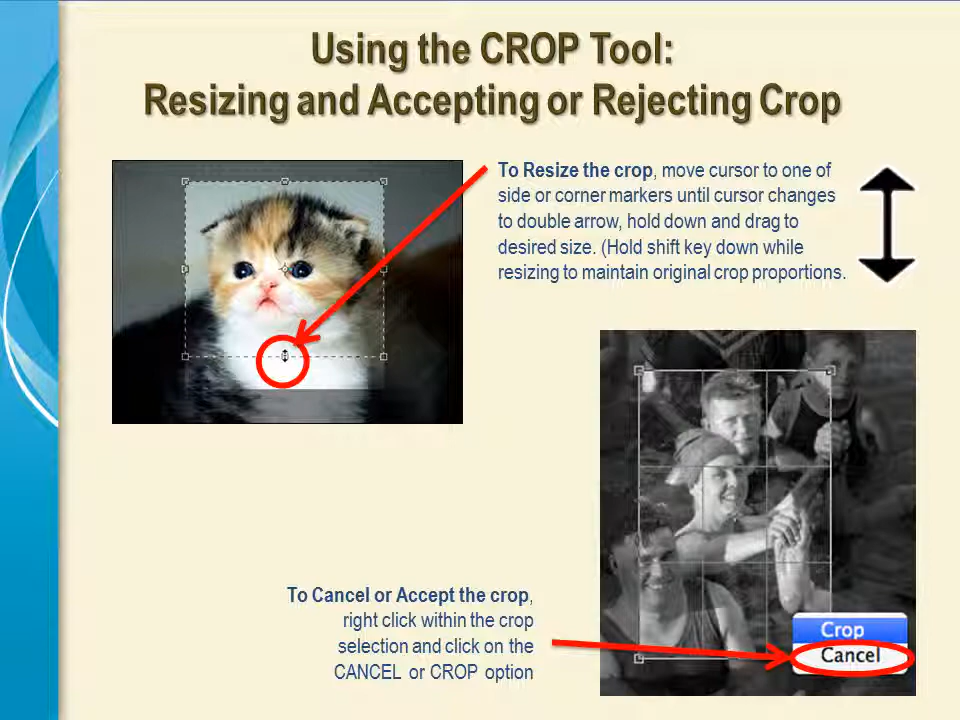 Using the CROP Tool:
Resizing and Accepting or Rejecting Crop
To Resize the crop, move cursor to one of
side or corner markers until cursor changes
to double arrow, hold down and drag to
desired size. (Hold shift key down while
resizing to maintain original crop proportions.
To Cancel or Accept the crop,
right click within the crop
selection and click on the
CANCEL or CROP option
Crop
Cancel